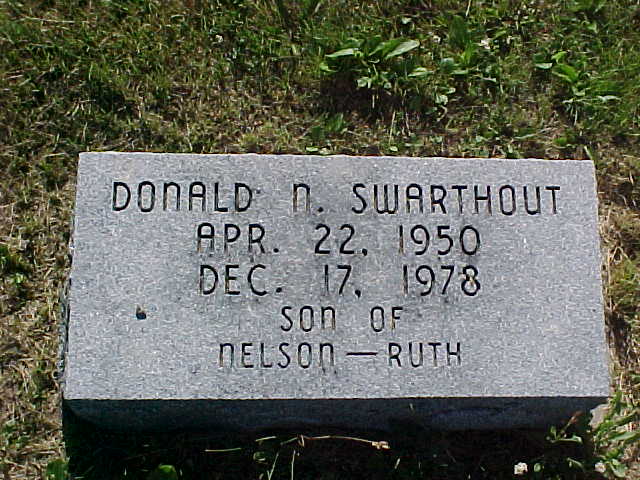 DONALD N. SWARTHOUT
APR. 22, 1950
DEC. 17, 1978
SON OF
NELSON — RUTH